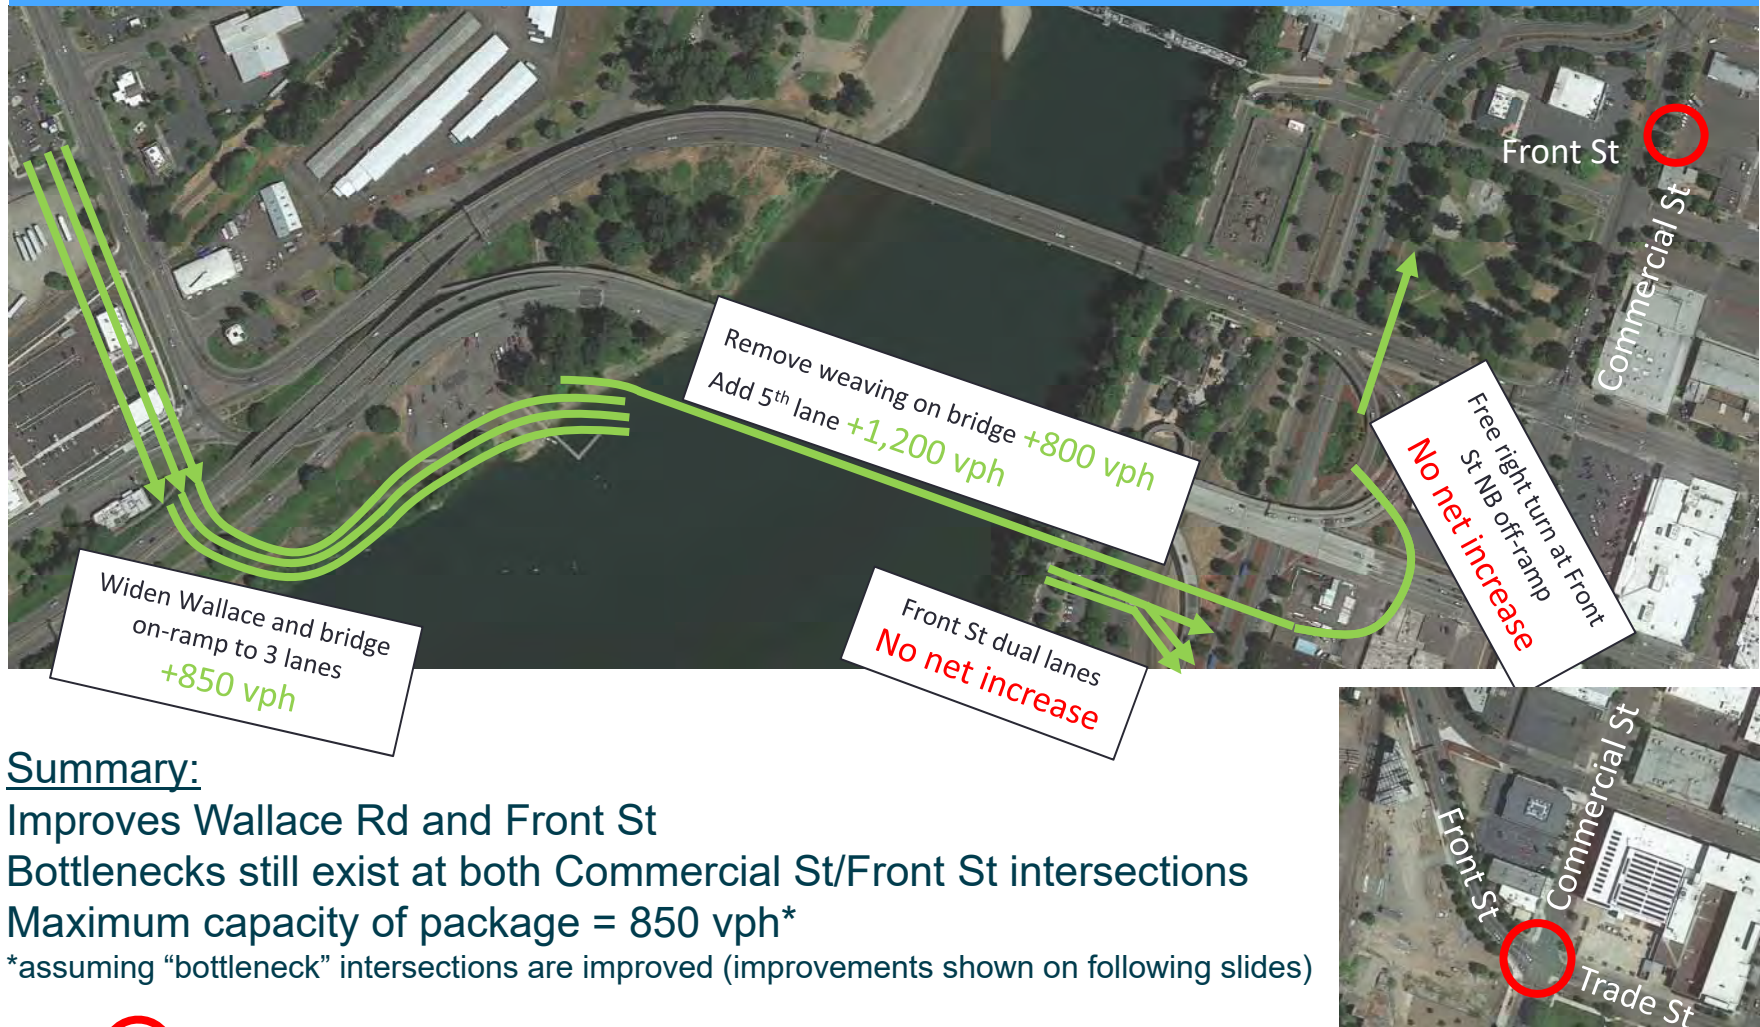 Front St
Commercial St
Remove weaving on bridge +800 vph
Add 5th lane +1,200 vph
Free right turn at Front
St NB off-ramp
No net increase
Widen Wallace and bridge
on-ramp to 3 lanes
+850 vph
Front St dual lanes
No net increase
Summary:
Improves Wallace Rd and Front St
Bottlenecks still exist at both Commercial St/Front St intersections
Maximum capacity of package = 850 vph*
*assuming “bottleneck” intersections are improved (improvements shown on following slides)
Commercial St
Front St
Trade St